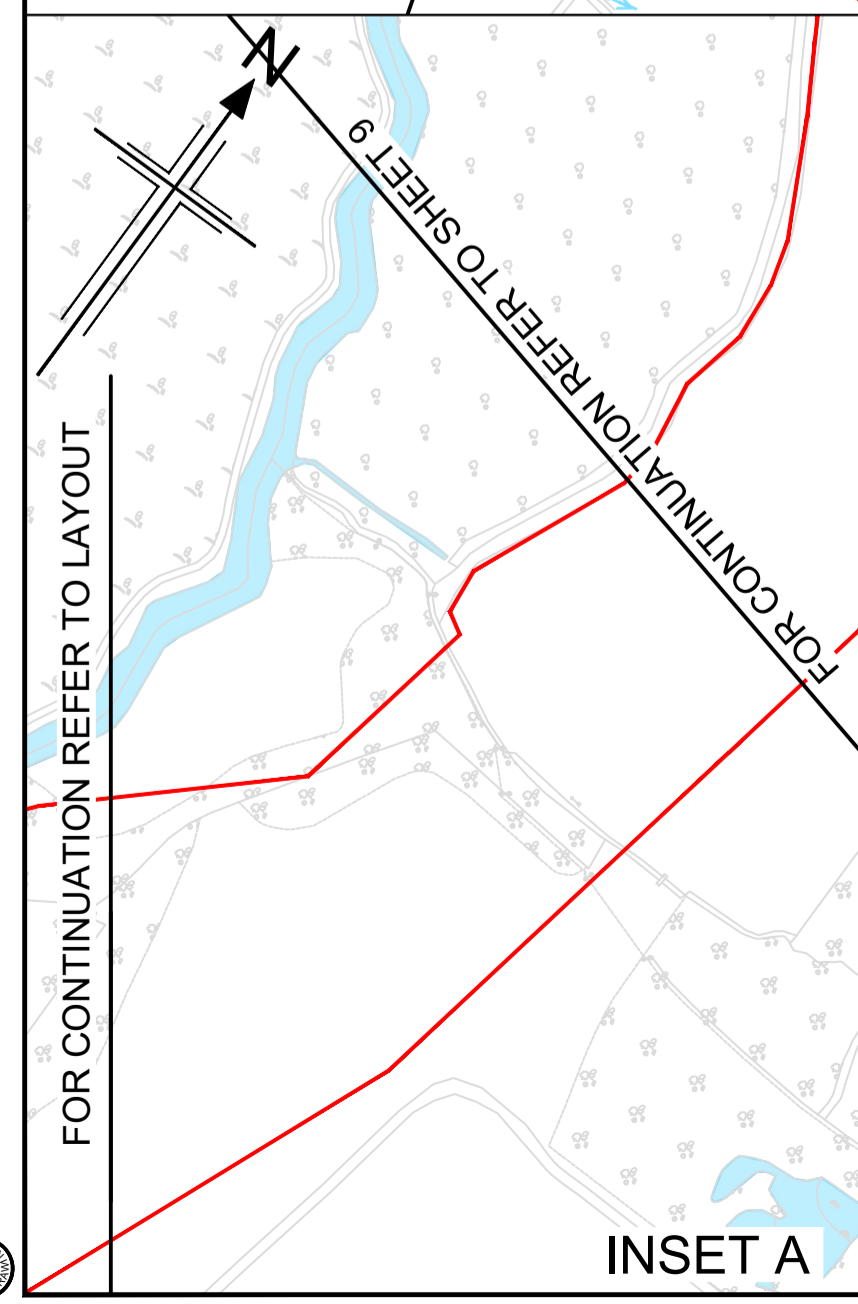 N
FOR CONTINUATION REFER TO SHEET 9
FOR CONTINUATION REFER TO LAYOUT
INSET A